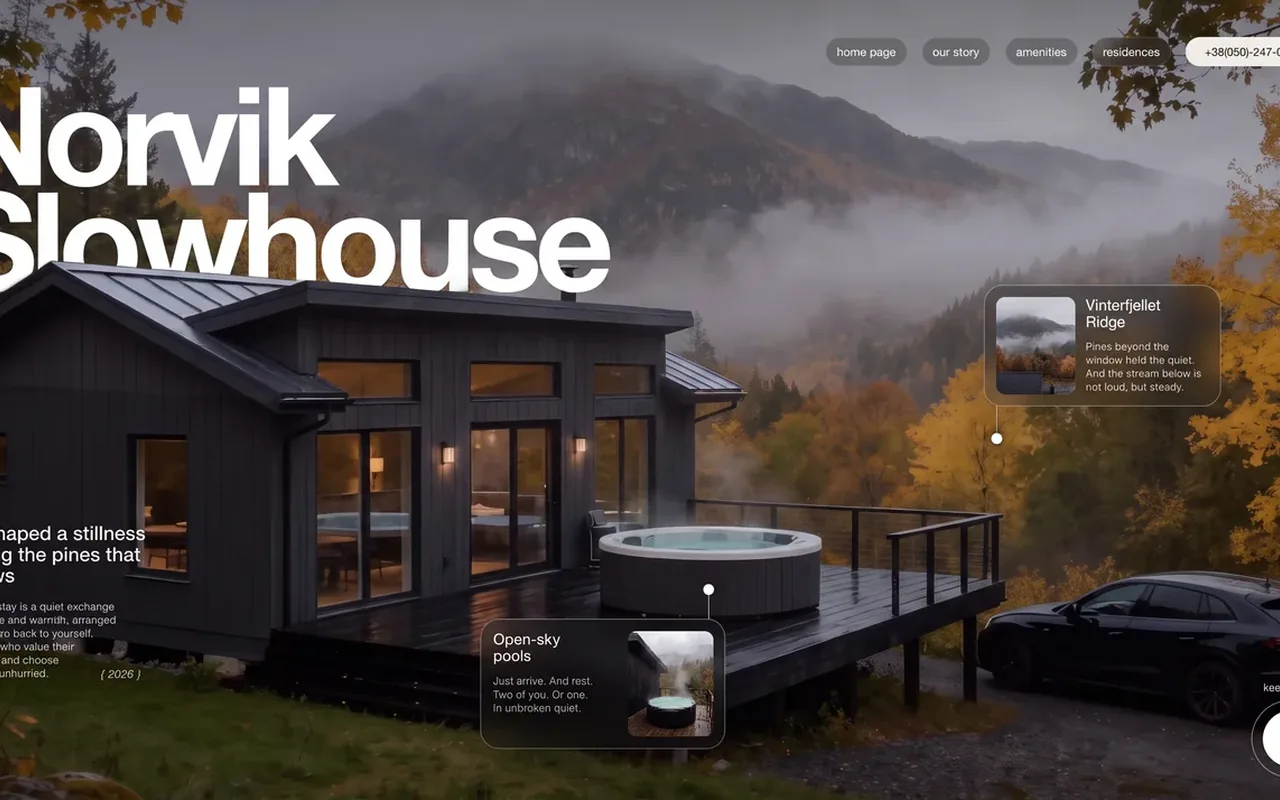 home page
our story
amenities
residences
+38(050)-247-0
Norvik
Slowhouse
Vinterfjellet
Ridge
Pines beyond the
window held the quiet.
And the stream below is
not loud, but steady.
haped a stillness
g the pines that
ws
stay is a quiet exchange
e and warmth, arranged
ro back to yourself.
who value their
and choose
unhurried.
{ 2026 }
Open-sky
pools
Just arrive. And rest.
Two of you. Or one.
In unbroken quiet.
kee